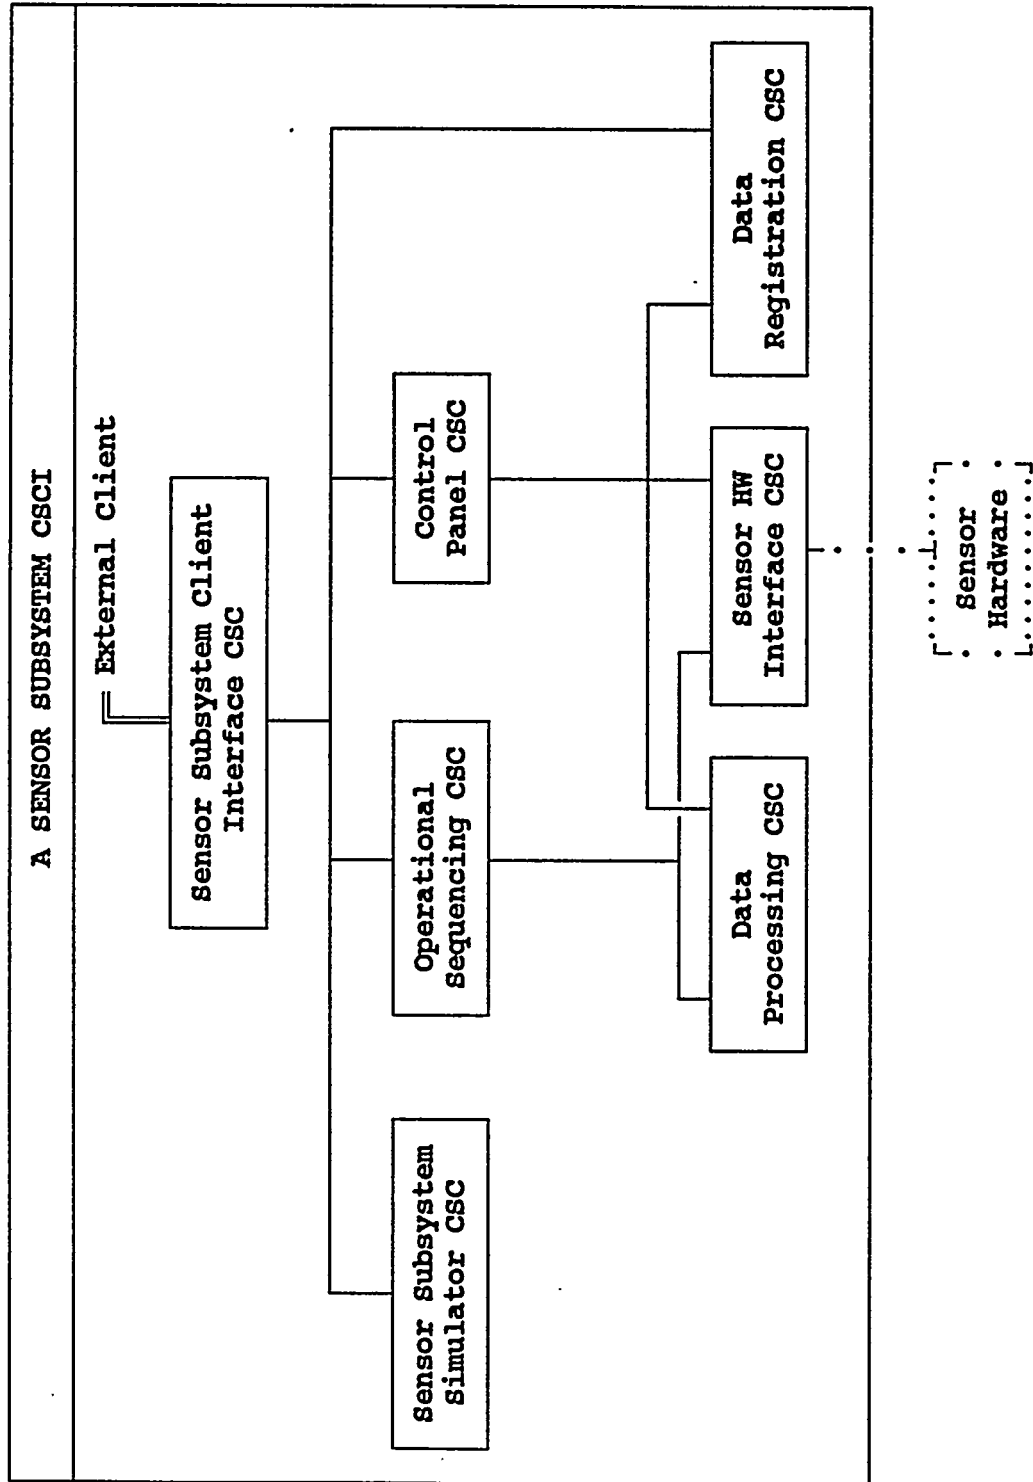 A SENSOR SUBSYSTEM CSCI
External Client
Sensor Subsystem Client
Interface CSC
Sensor Subsystem
Simulator CSC
Operational
Sequencing CSC
Control
Panel CSC
Data
Processing CSC
Sensor HW
Interface CSC
Data
Registration CSC
Sensor
Hardware